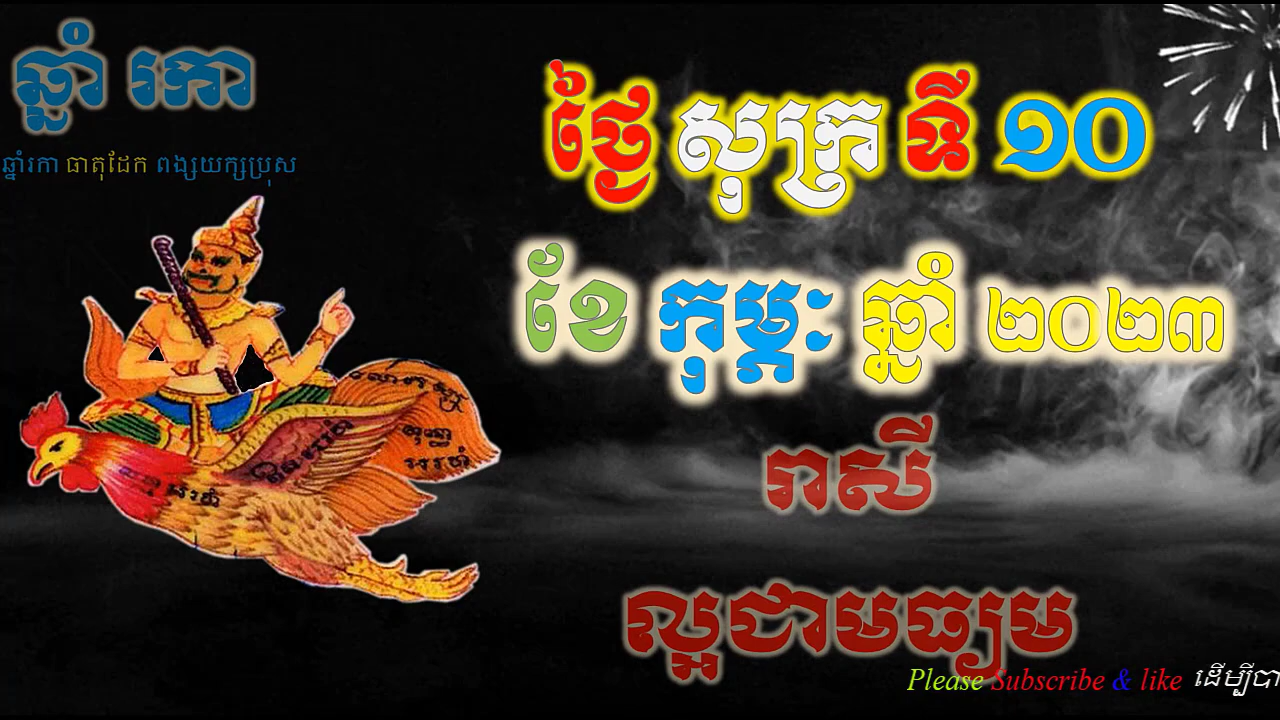 ឆ្នាំ រកា
ឆ្នាំរកា ធាតុដែក ពង្សយក្សប្រុស
ថ្ងៃ សុក្រ ទី ១០
ខែ កុម្ភៈ ឆ្នាំ ២០២៣
រាសី
ល្អជាមធ្យម
Please Subscribe & like ដើម្បីបា